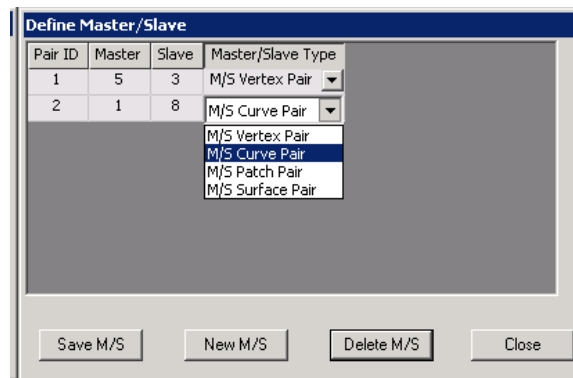 Define Master/Slave
Pair ID Master Slave Master/Slave Type
1 5 3 M/S Vertex Pair
2 1 8 M/S Curve Pair
M/S Vertex Pair
M/S Curve Pair
M/S Patch Pair
M/S Surface Pair
Save M/S New M/S Delete M/S Close